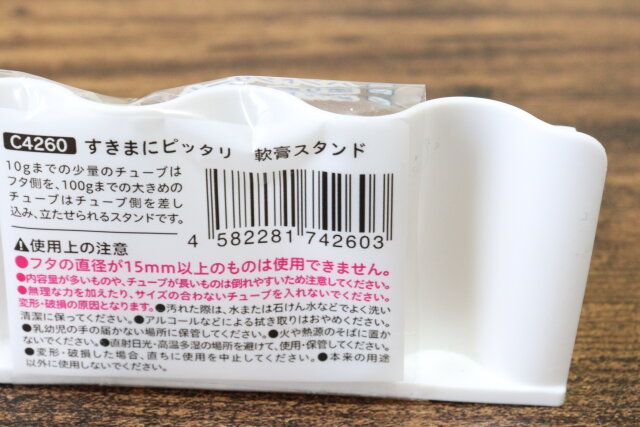 C4260 すきまにピッタリ 軟膏スタンド
10gまでの少量のチューブは
フタ側を、100gまでの大きめの
チューブはチューブ側を差し
込み、立たせられるスタンドです。
4 582281 742603
⚠使用上の注意
●フタの直径が15mm以上のものは使用できません。
●内容量が多いものや、チューブが長いものは倒れやすいため注意してください。
●無理な力を加えたり、サイズの合わないチューブを入れないでください。
変形・破損の原因となります。●汚れた際は、水または石けん水などでよく洗い
清潔に保ってください。●アルコールなどによる拭き取りはおやめください。
●乳幼児の手の届かない場所に保管してください。●火や熱源のそばに置か
ないでください。●直射日光・高温多湿の場所を避けて、使用・保管してください。
●変形・破損した場合、直ちに使用を中止してください。●本来の用途
以外に使用しないでください。